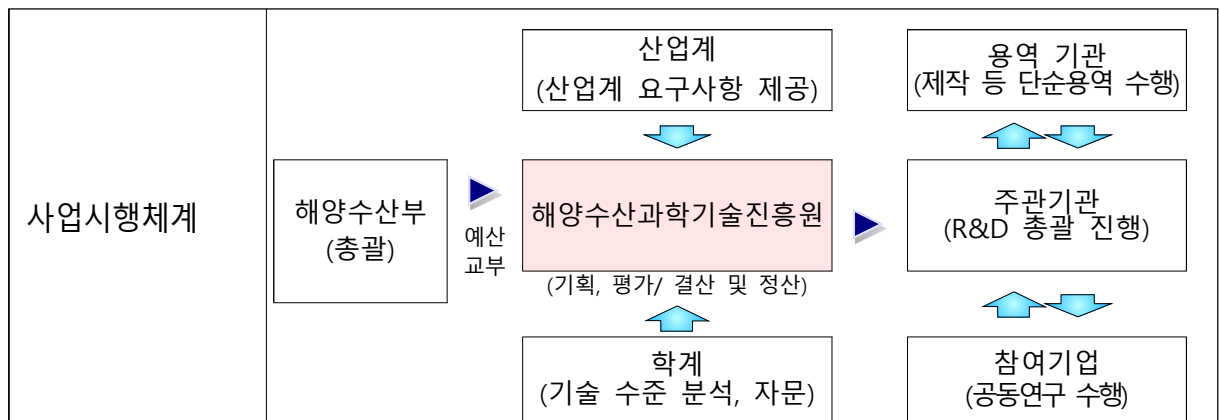 사업시행체계
해양수산부
(총괄)
예산
교부
산업계
(산업계 요구사항 제공)
해양수산과학기술진흥원
(기획, 평가/ 결산 및 정산)
학계
(기술 수준 분석, 자문)
용역 기관
(제작 등 단순용역 수행)
주관기관
(R&D 총괄 진행)
참여기업
(공동연구 수행)